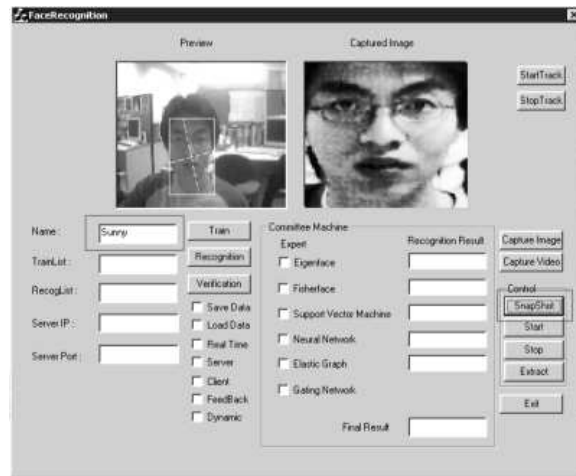 FaceRecognition
Preview
Captured Image
StartTrack
StopTrack
Name :
Sunny
Train
TrainList :
Recognition
RecogList :
Verification
Server IP :
Server Port :
Save Data
Load Data
Real Time
Server
Client
FeedBack
Dynamic
Committee Machine
Expert
Recognition Result
Eigenface
Fisherface
Support Vector Machine
Neural Network
Elastic Graph
Gating Network
Final Result
Capture Image
Capture Video
Control
SnapShot
Start
Stop
Extract
Exit